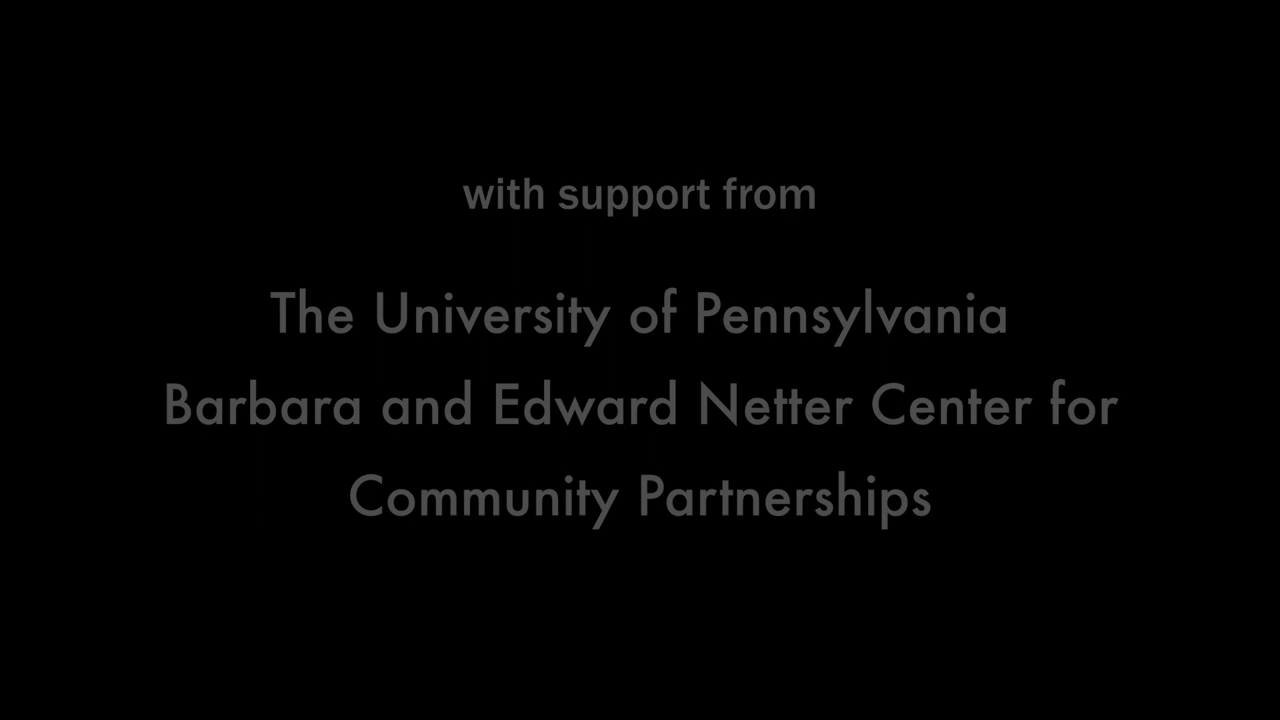 with support from
The University of Pennsylvania
Barbara and Edward Netter Center for
Community Partnerships